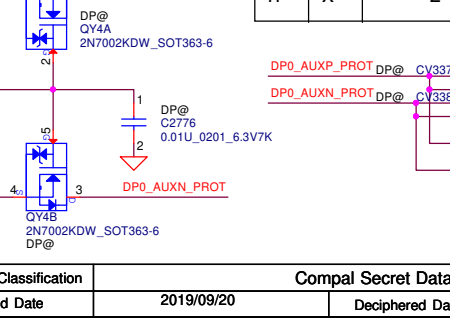 DP@
QY4A
2N7002KDW_SOT363-6
2
G
DP0_AUXP_PROT DP@ CV337
DP0_AUXN_PROT DP@ CV338
1
DP@
C2776
0.01U_0201_6.3V7K
2
5
G
4 S
3
D
DP0_AUXN_PROT
QY4B
2N7002KDW_SOT363-6
DP@
Classification
Compal Secret Data
d Date
2019/09/20
Deciphered Da